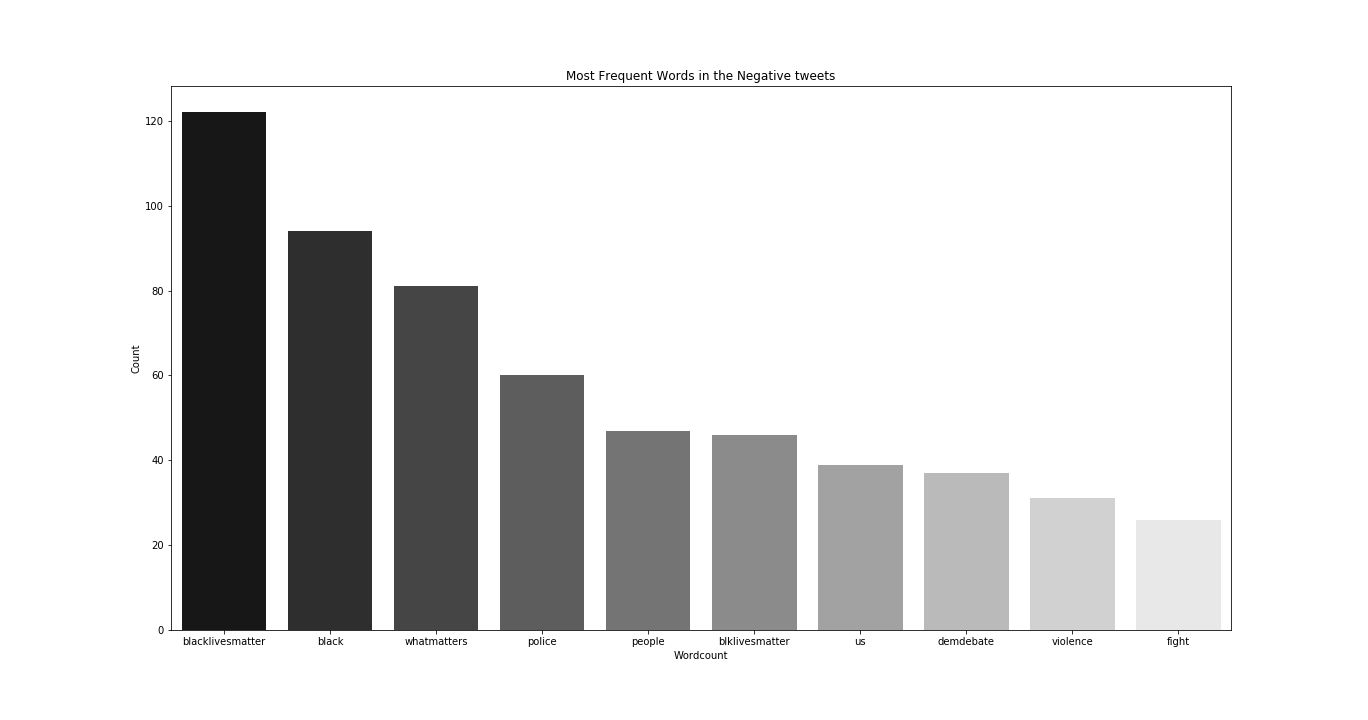 Most Frequent Words in the Negative tweets
120
100
80
60
40
20
0
Count
blacklivesmatter black whatmatters police people blklivesmatter us demdebate violence fight
Wordcount